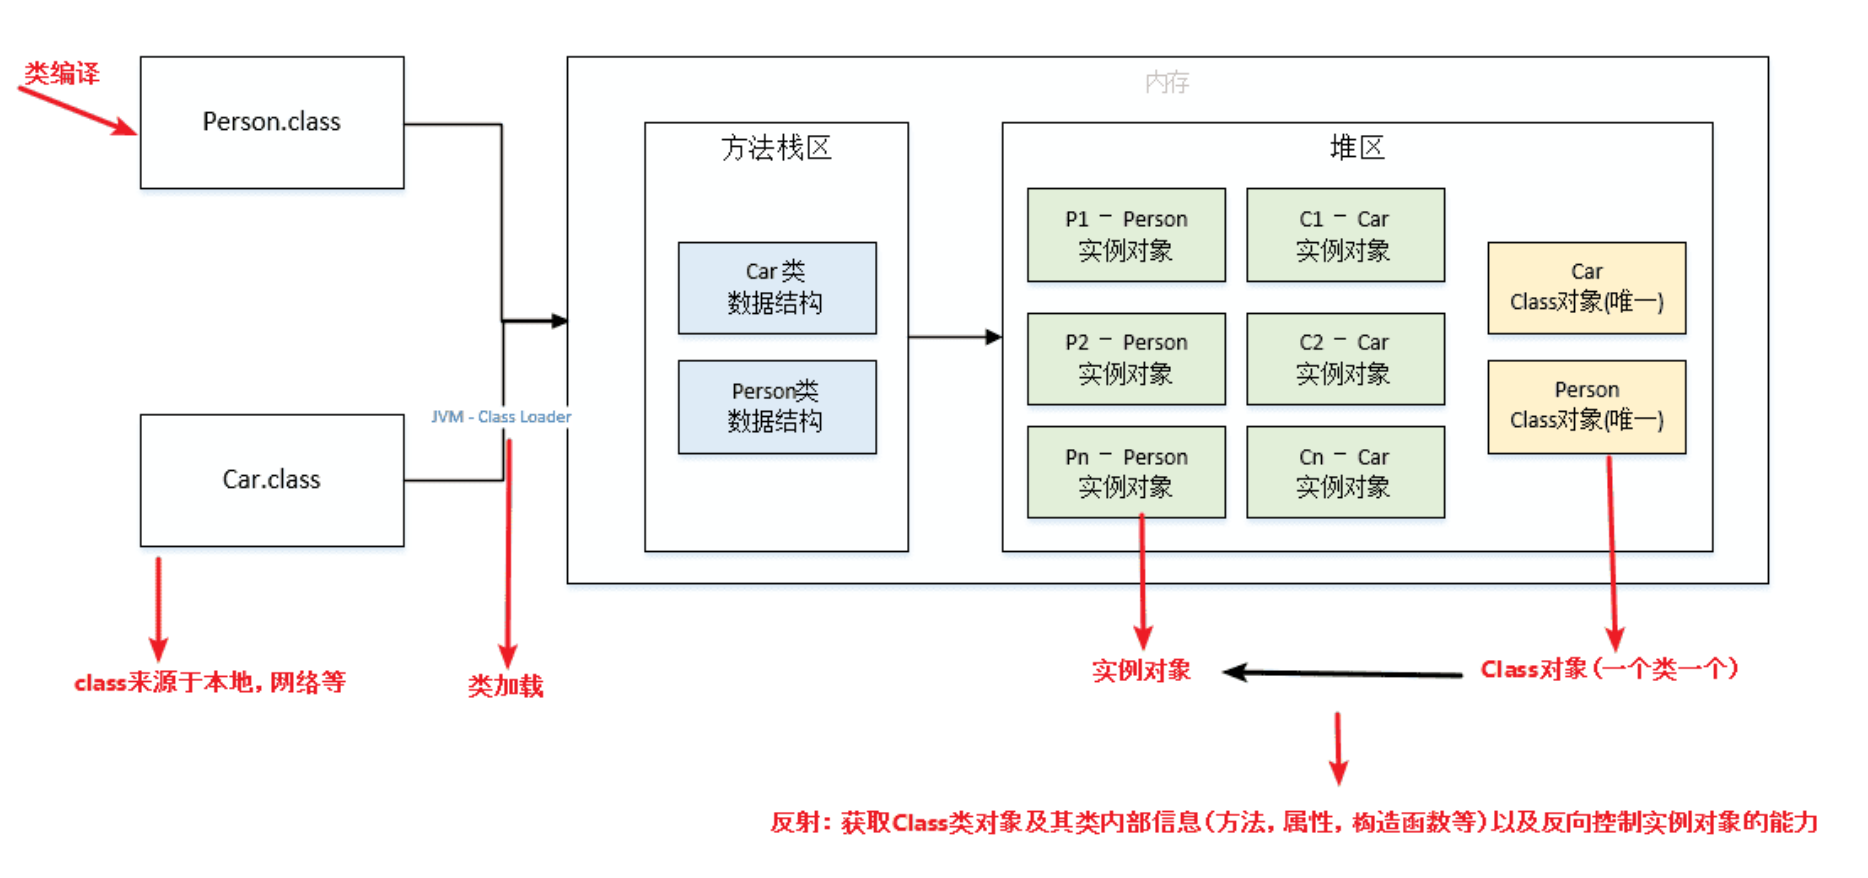 类编译
Person.class
内存
方法栈区
堆区
P1 － Person
实例对象
C1 － Car
实例对象
Car 类
数据结构
Car
Class对象(唯一)
P2 － Person
实例对象
C2 － Car
实例对象
Person类
数据结构
Person
Class对象(唯一)
JVM - Class Loader
Car.class
Pn － Person
实例对象
Cn － Car
实例对象
class来源于本地，网络等
类加载
实例对象
Class对象（一个类一个）
反射：获取Class类对象及其类内部信息（方法，属性，构造函数等）以及反向控制实例对象的能力